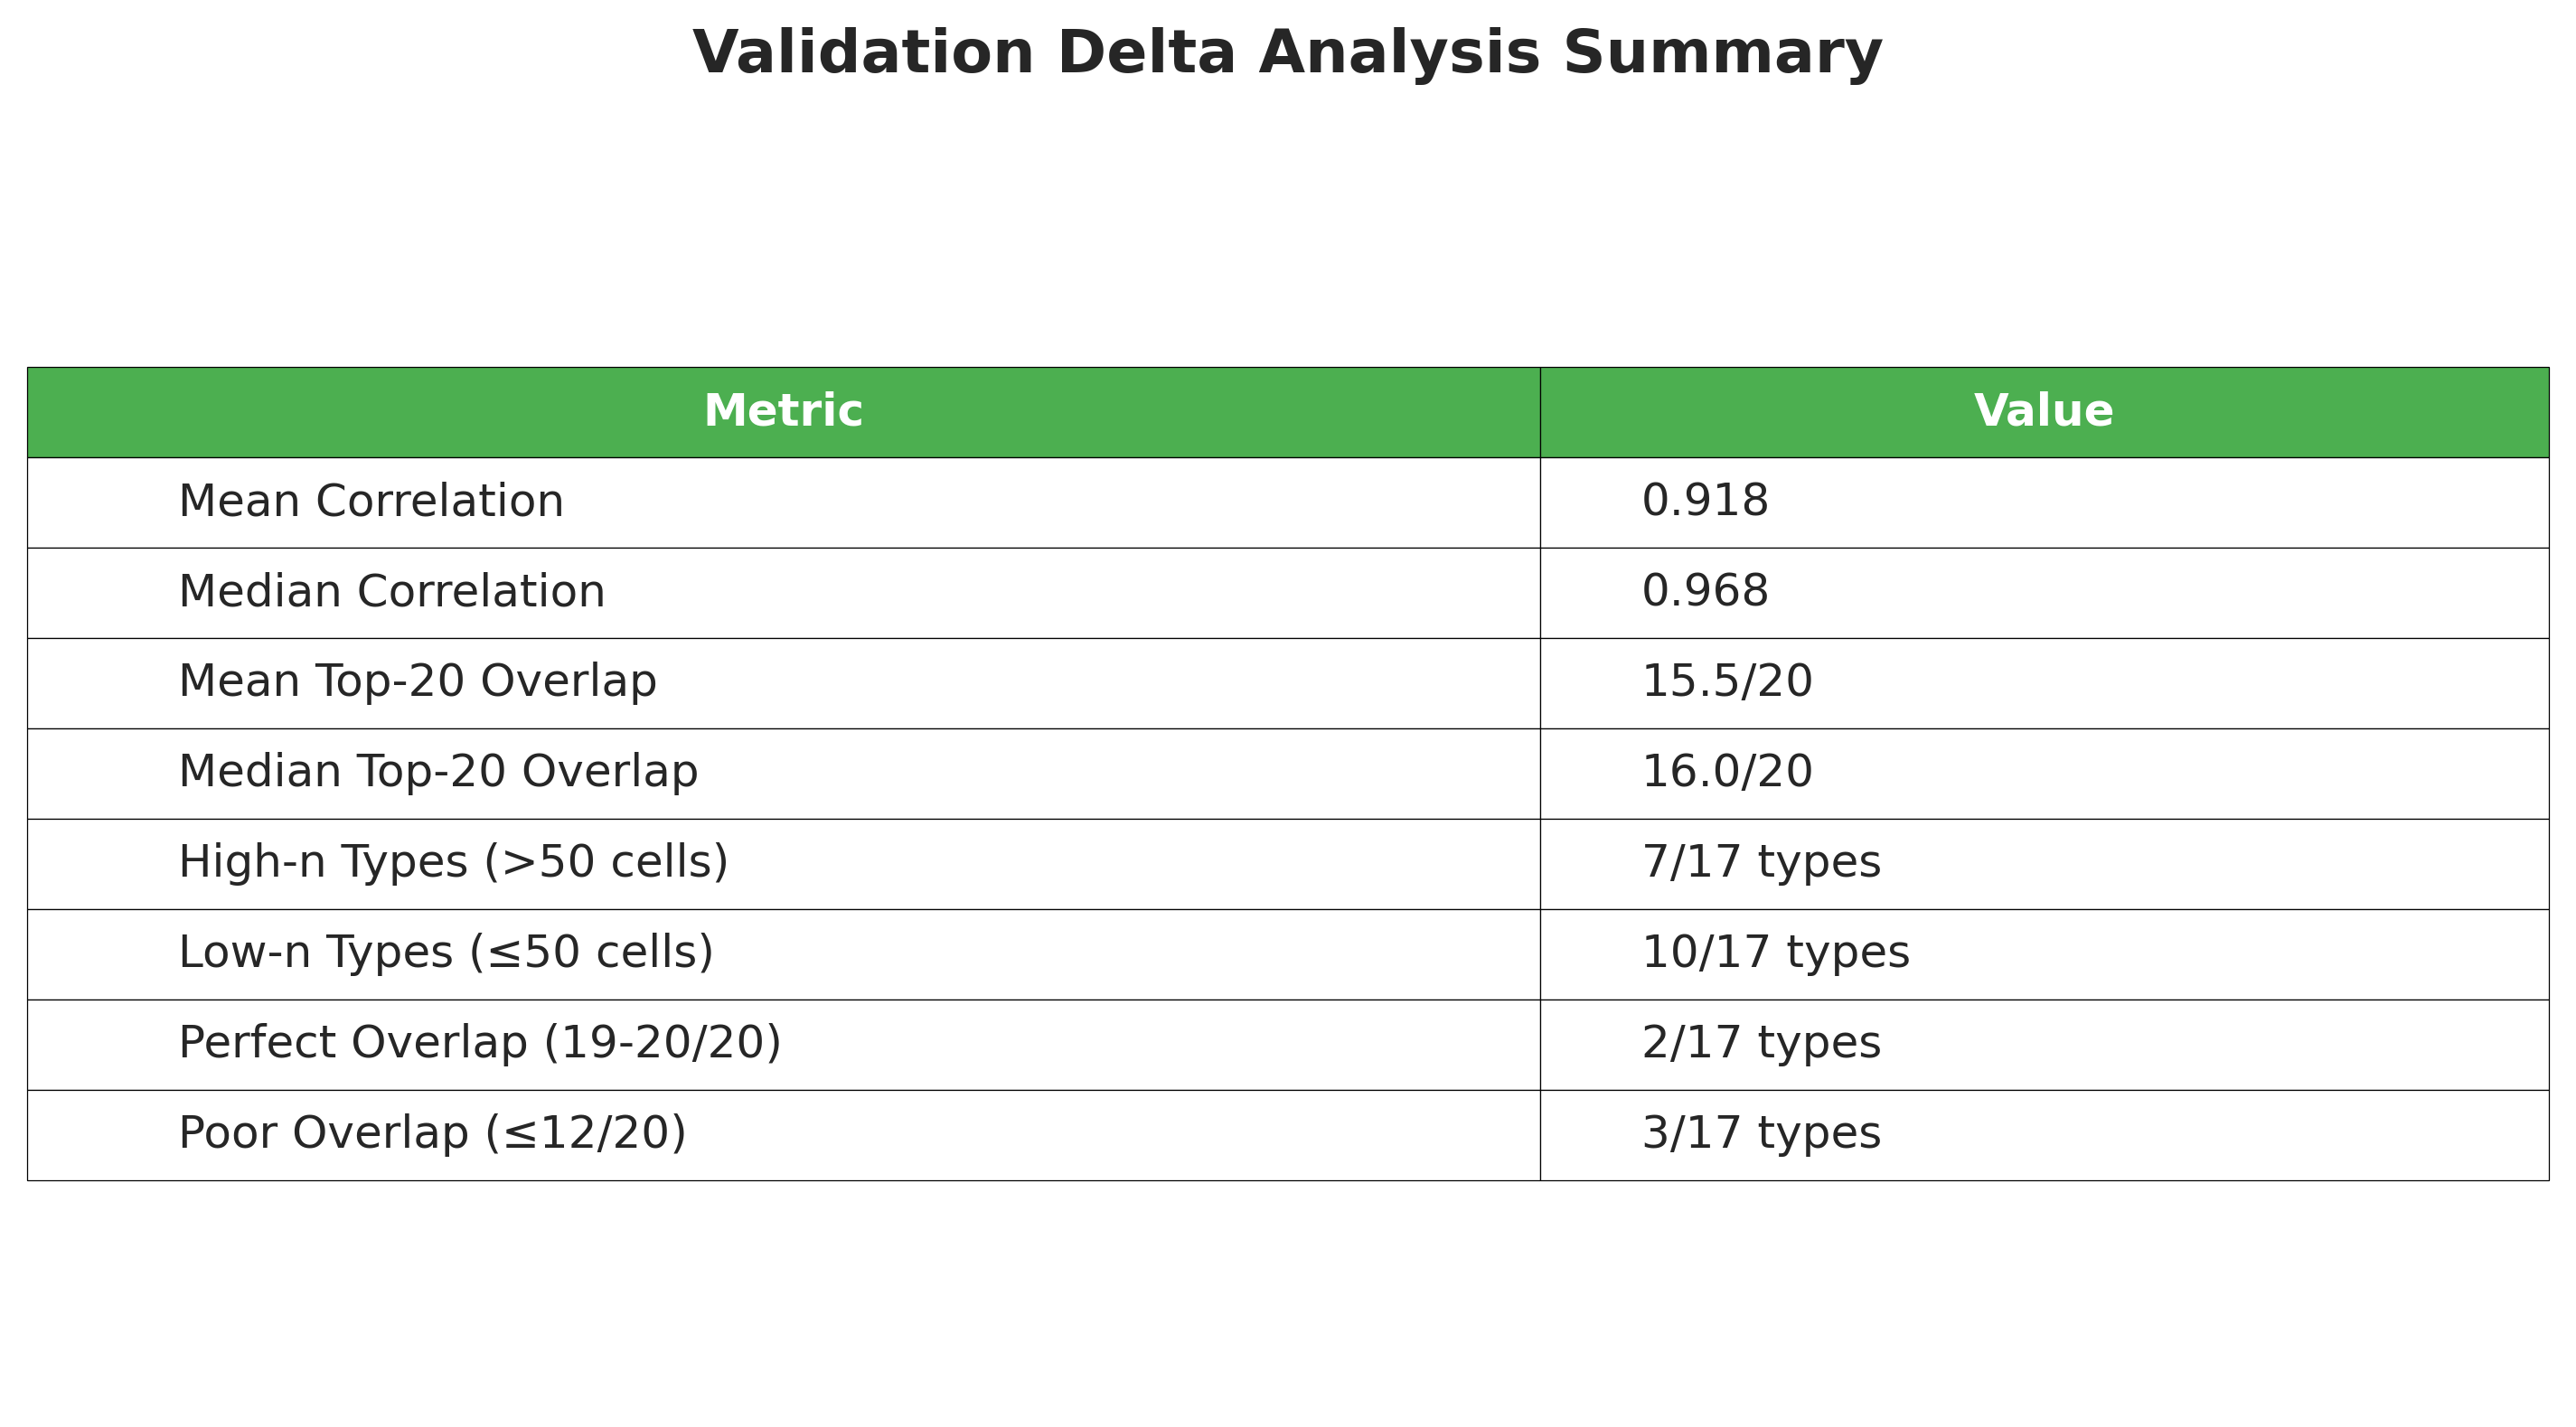 Validation Delta Analysis Summary
Metric Value
Mean Correlation 0.918
Median Correlation 0.968
Mean Top-20 Overlap 15.5/20
Median Top-20 Overlap 16.0/20
High-n Types (>50 cells) 7/17 types
Low-n Types (≤50 cells) 10/17 types
Perfect Overlap (19-20/20) 2/17 types
Poor Overlap (≤12/20) 3/17 types